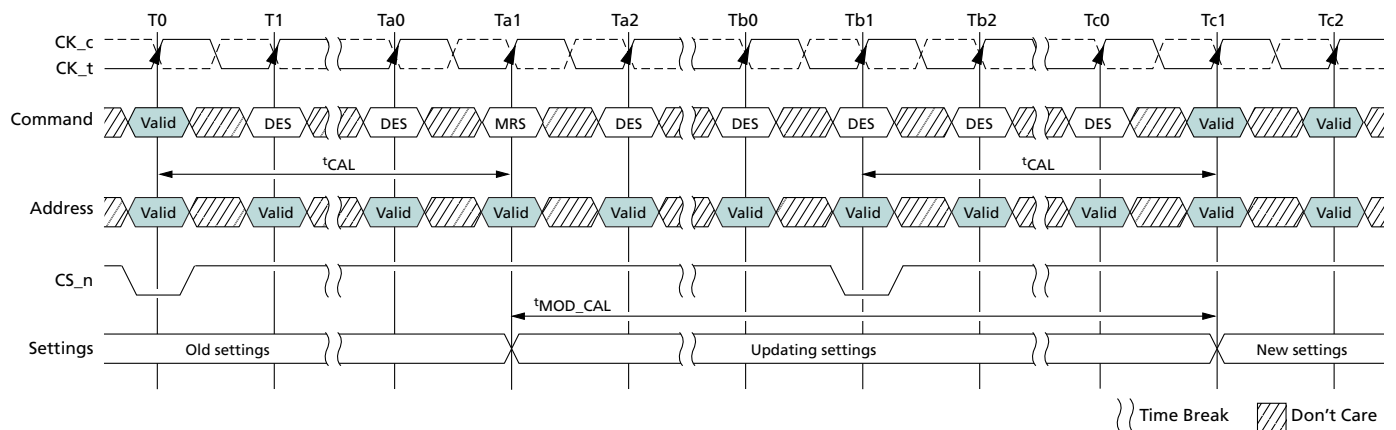 T0 T1 Ta0 Ta1 Ta2 Tb0 Tb1 Tb2 Tc0 Tc1 Tc2
CK_c
CK_t
Command Valid DES DES MRS DES DES DES DES DES Valid Valid
tCAL tCAL
Address Valid Valid Valid Valid Valid Valid Valid Valid Valid Valid Valid
CS_n
tMOD_CAL
Settings Old settings Updating settings New settings
Time Break Don't Care